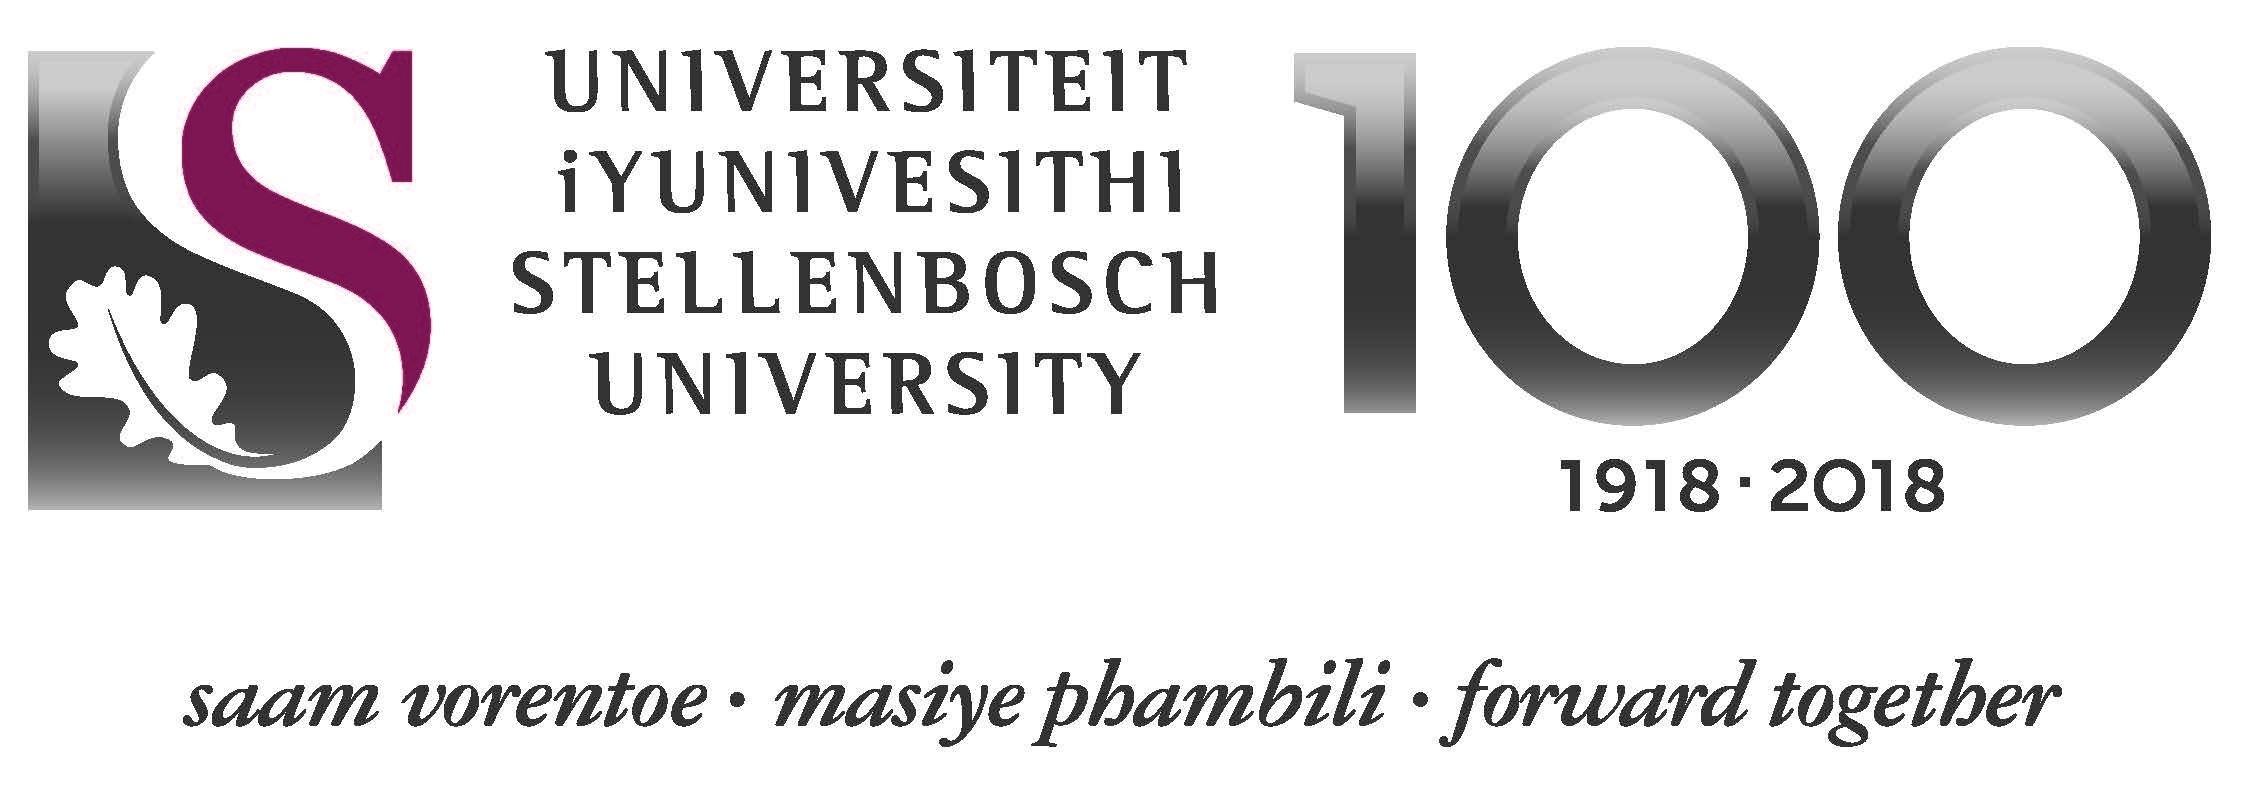 S
UNIVERSITEIT
iYUNIVESITHI
STELLENBOSCH
UNIVERSITY
100
1918 · 2018
saam vorentoe · masiye phambili · forward together